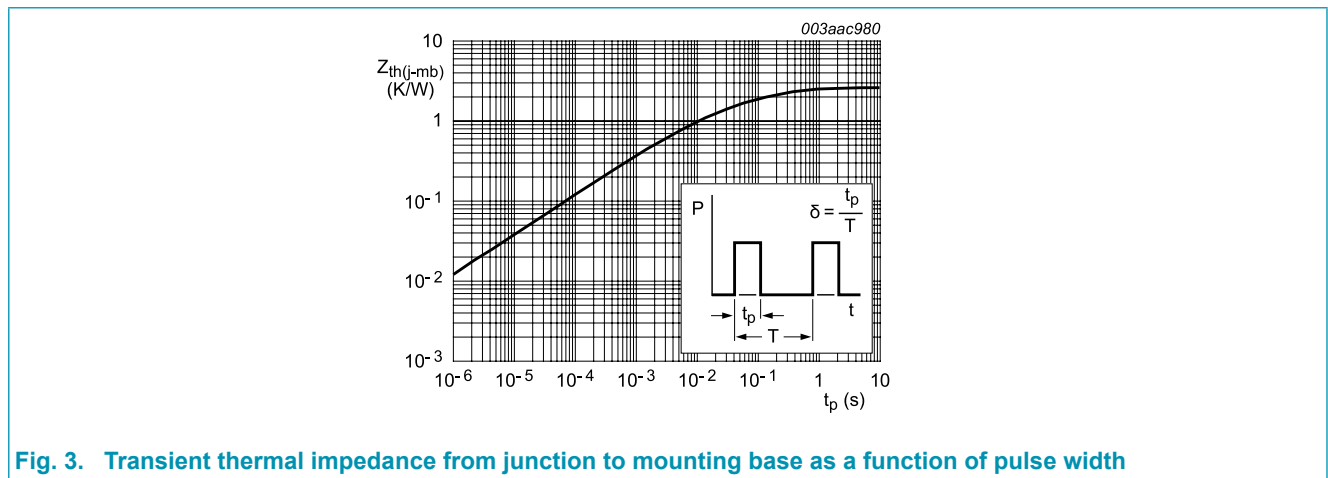 003aac980
10
Z th(j-mb)
(K/W)
1
10-1
10-2
10-3
P
δ = tp
T
tp
T
t
10-6 10-5 10-4 10-3 10-2 10-1 1 10
tp (s)
Fig. 3. Transient thermal impedance from junction to mounting base as a function of pulse width